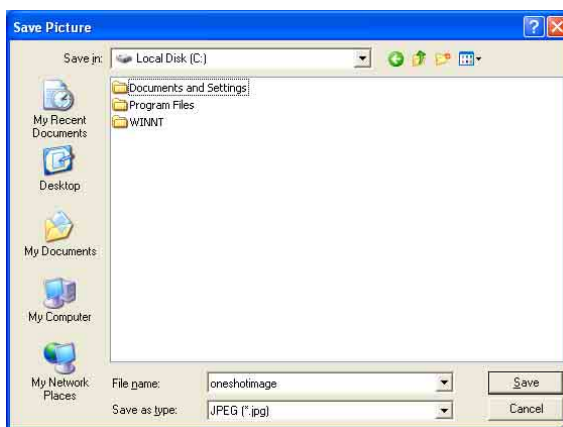 Save Picture
Save in:
Local Disk (C:)
My Recent
Documents
Desktop
My Documents
My Computer
My Network
Places
Documents and Settings
Program Files
WINNT
File name:
oneshotimage
Save
Save as type:
JPEG (*.jpg)
Cancel